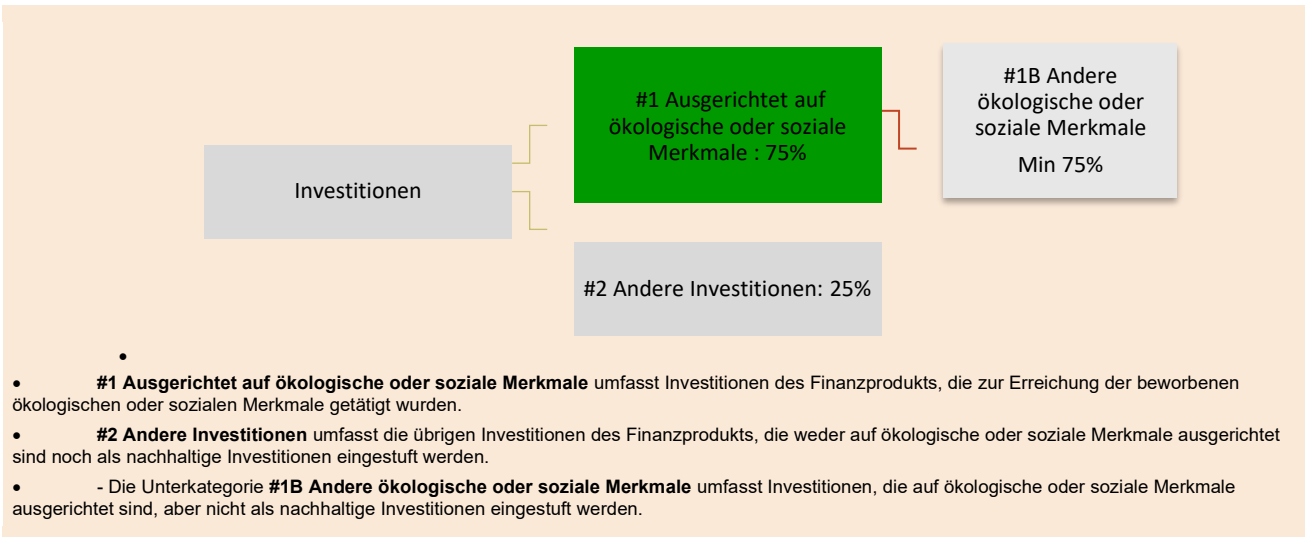 #1 Ausgerichtet auf
ökologische oder soziale
Merkmale : 75%
#1B Andere
ökologische oder
soziale Merkmale
Min 75%
Investitionen
#2 Andere Investitionen: 25%
•
• #1 Ausgerichtet auf ökologische oder soziale Merkmale umfasst Investitionen des Finanzprodukts, die zur Erreichung der beworbenen
ökologischen oder sozialen Merkmale getätigt wurden.
• #2 Andere Investitionen umfasst die übrigen Investitionen des Finanzprodukts, die weder auf ökologische oder soziale Merkmale ausgerichtet
sind noch als nachhaltige Investitionen eingestuft werden.
• - Die Unterkategorie #1B Andere ökologische oder soziale Merkmale umfasst Investitionen, die auf ökologische oder soziale Merkmale
ausgerichtet sind, aber nicht als nachhaltige Investitionen eingestuft werden.